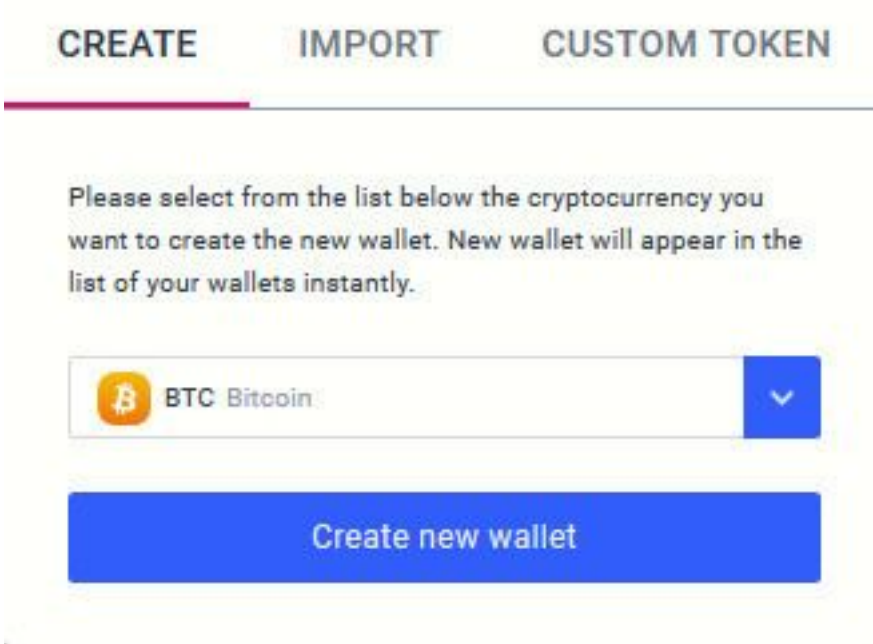 CREATE IMPORT CUSTOM TOKEN
Please select from the list below the cryptocurrency you
want to create the new wallet. New wallet will appear in the
list of your wallets instantly.
BTC Bitcoin
Create new wallet